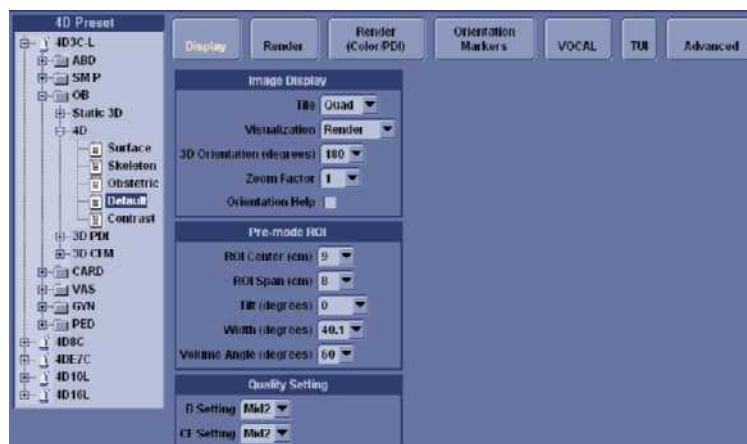 4D Preset
4D3C-L
ABD
SMP
OB
Static 3D
4D
Surface
Skeleton
Obstetric
Default
Contrast
3D PDI
3D CFM
CARD
VAS
GYN
PED
4D8C
4DE7C
4D10L
4D16L
Display
Render
Render
(Color/PDI)
Orientation
Markers
VOCAL
TUI
Advanced
Image Display
Tile Quad
Visualization Render
3D Orientation (degrees) 180
Zoom Factor 1
Orientation Help
Pre-mode ROI
ROI Center (cm) 9
ROI Span (cm) 8
Tilt (degrees) 0
Width (degrees) 40.1
Volume Angle (degrees) 60
Quality Setting
B Setting Mid2
CF Setting Mid2